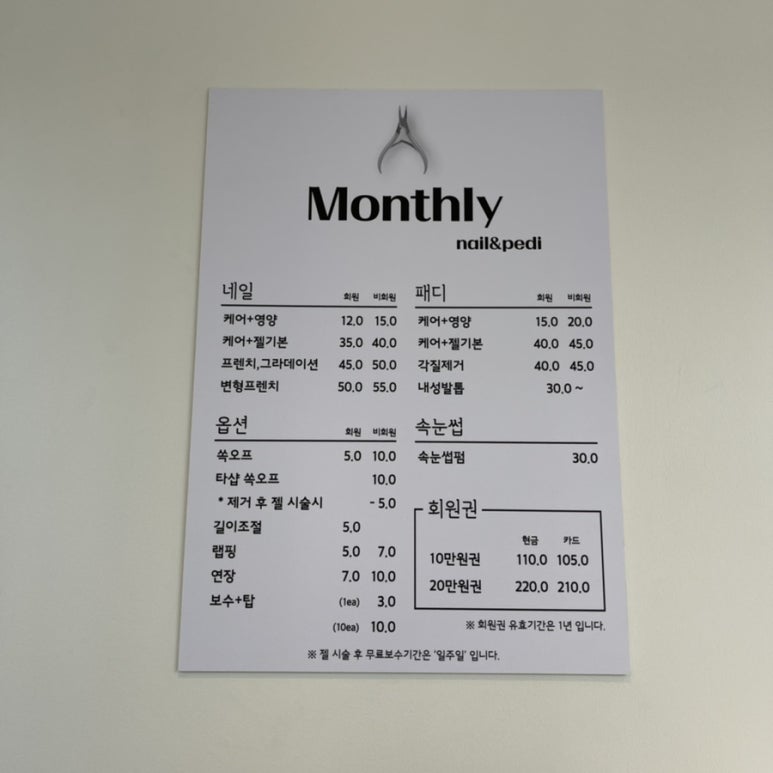 Monthly
nail&pedi
네일 회원 비회원
케어+영양 12.0 15.0
케어+젤기본 35.0 40.0
프렌치,그라데이션 45.0 50.0
변형프렌치 50.0 55.0
패디 회원 비회원
케어+영양 15.0 20.0
케어+젤기본 40.0 45.0
각질제거 40.0 45.0
내성발톱 30.0 ~
옵션 회원 비회원
쏙오프 5.0 10.0
타샵 쏙오프 10.0
* 제거 후 젤 시술시 - 5.0
길이조절 5.0
랩핑 5.0 7.0
연장 7.0 10.0
보수+탑 (1ea) 3.0
(10ea) 10.0
속눈썹
속눈썹펌 30.0
회원권
현금 카드
10만원권 110.0 105.0
20만원권 220.0 210.0
※ 회원권 유효기간은 1년 입니다.
※ 젤 시술 후 무료보수기간은 '일주일' 입니다.